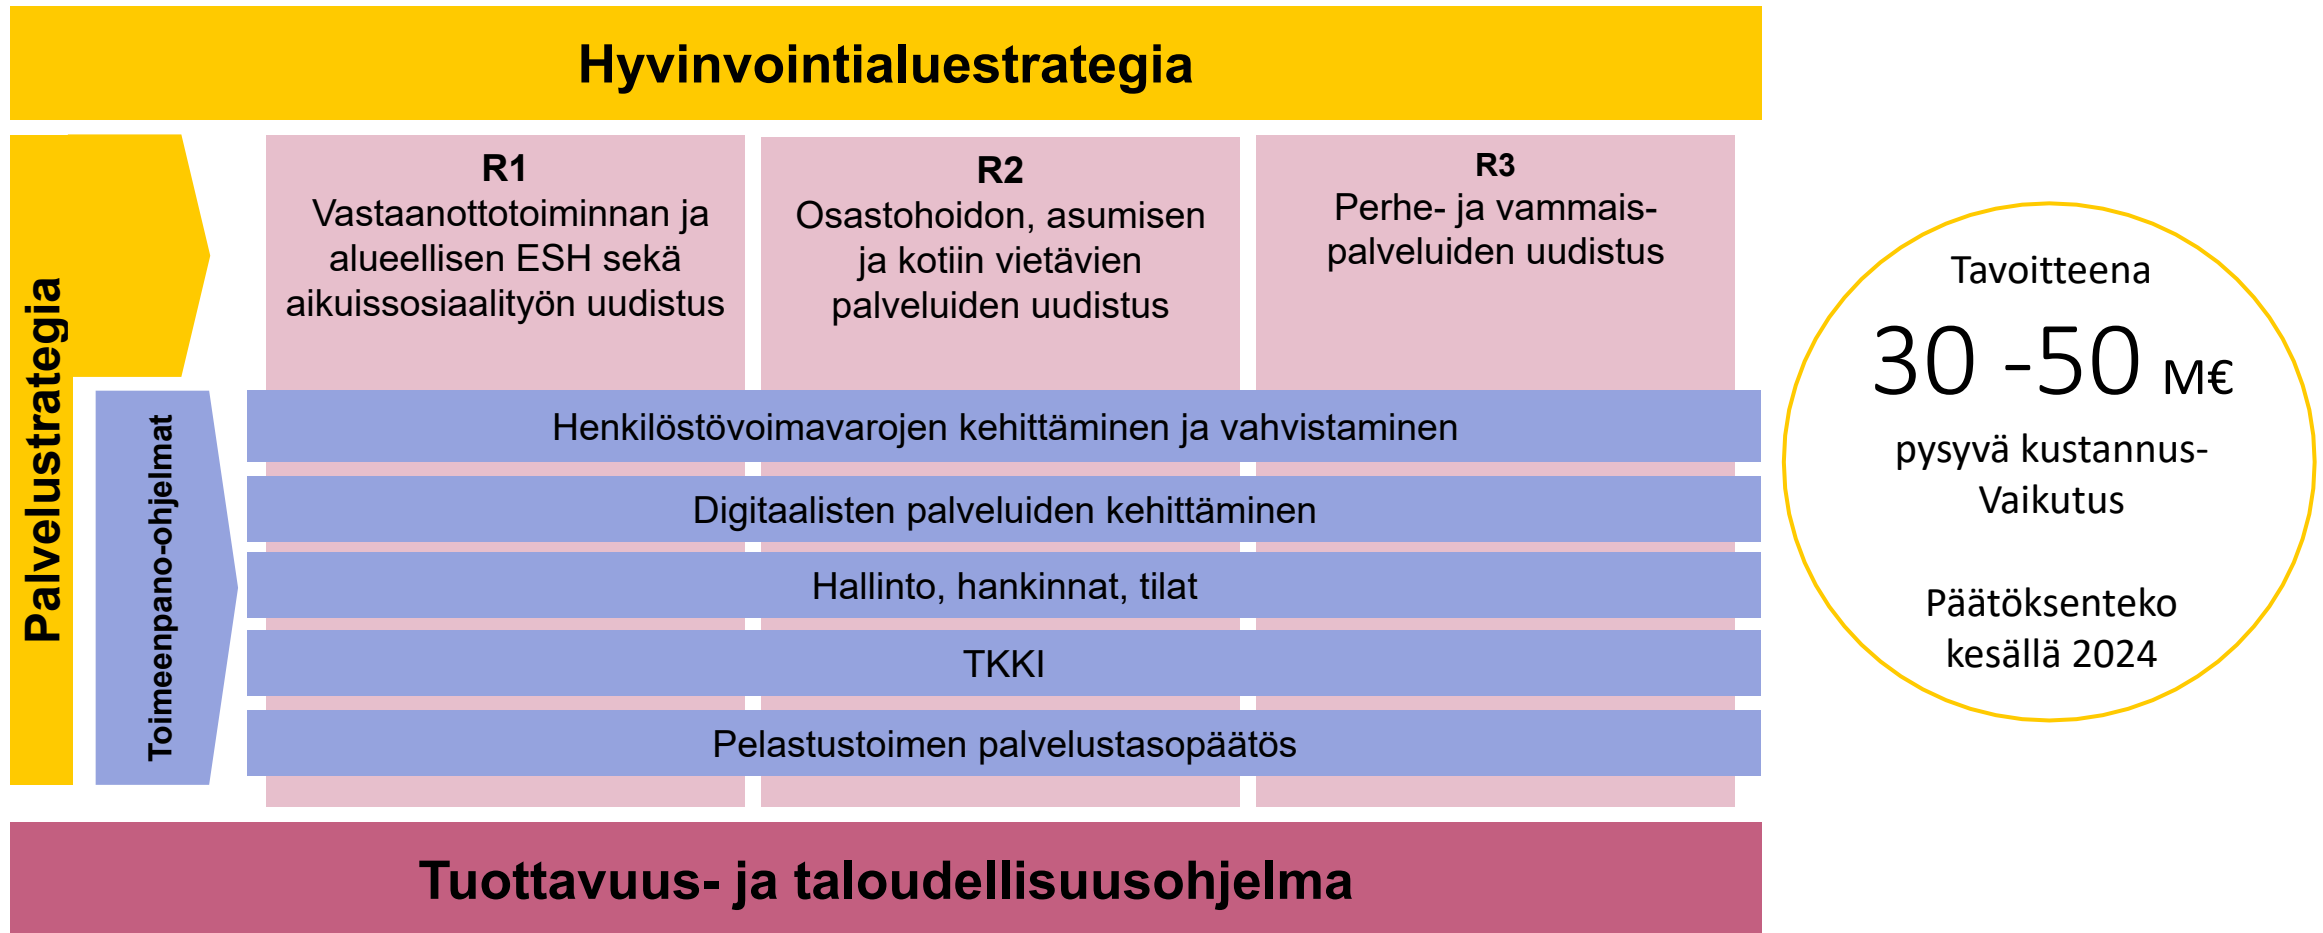 Hyvinvointialuestrategia
Palvelustrategia
R1
Vastaanottotoiminnan ja
alueellisen ESH sekä
aikuissosiaalityön uudistus
R2
Osastohoidon, asumisen
ja kotiin vietävien
palveluiden uudistus
R3
Perhe- ja vammais-
palveluiden uudistus
Toimeenpano-ohjelmat
Henkilöstövoimavarojen kehittäminen ja vahvistaminen
Digitaalisten palveluiden kehittäminen
Hallinto, hankinnat, tilat
TKKI
Pelastustoimen palvelustasopäätös
Tuottavuus- ja taloudellisuusohjelma
Tavoitteena
30 -50 M€
pysyvä kustannus-
Vaikutus
Päätöksenteko
kesällä 2024